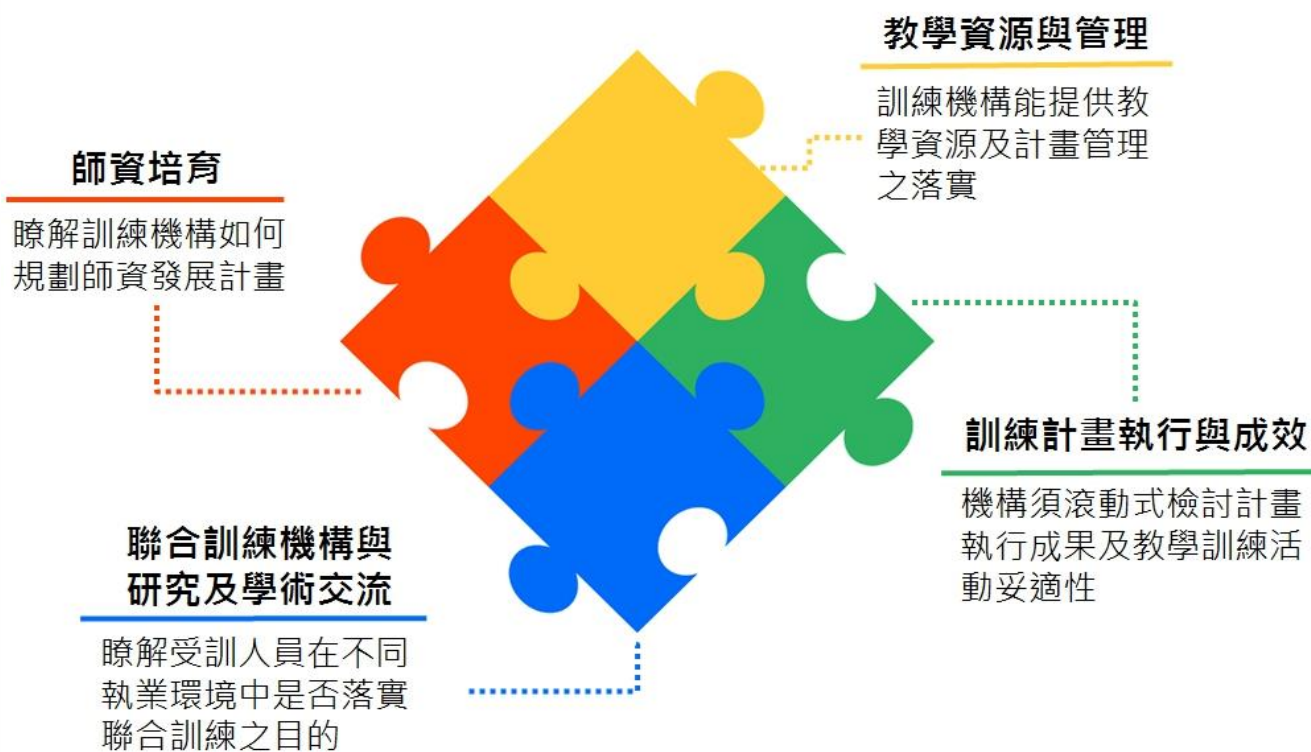 教學資源與管理
訓練機構能提供教
學資源及計畫管理
之落實
師資培育
瞭解訓練機構如何
規劃師資發展計畫
訓練計畫執行與成效
機構須滾動式檢討計畫
執行成果及教學訓練活
動妥適性
聯合訓練機構與
研究及學術交流
瞭解受訓人員在不同
執業環境中是否落實
聯合訓練之目的